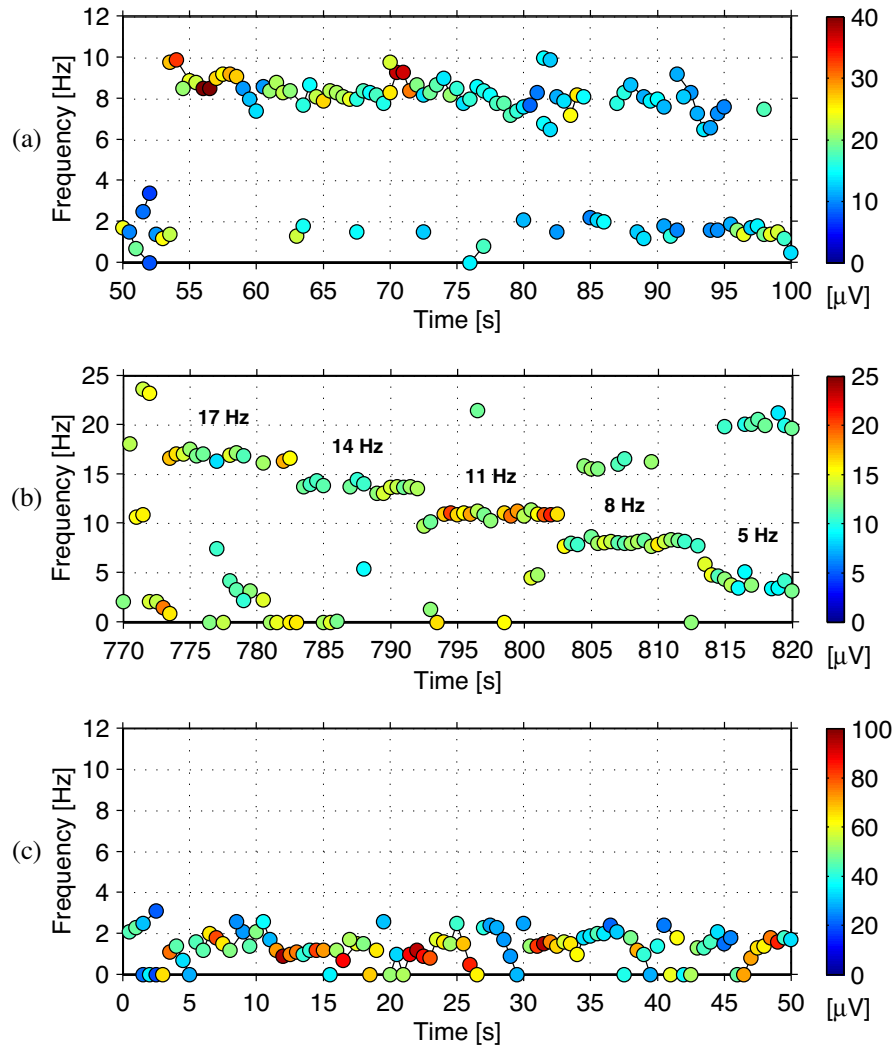 (a)
Frequency [Hz]
12
10
8
6
4
2
0
50 55 60 65 70 75 80 85 90 95 100
Time [s]
40
30
20
10
0
[μV]
(b)
Frequency [Hz]
25
20
15
10
5
0
17 Hz
14 Hz
11 Hz
8 Hz
5 Hz
770 775 780 785 790 795 800 805 810 815 820
Time [s]
25
20
15
10
5
0
[μV]
(c)
Frequency [Hz]
12
10
8
6
4
2
0
0 5 10 15 20 25 30 35 40 45 50
Time [s]
100
80
60
40
20
0
[μV]